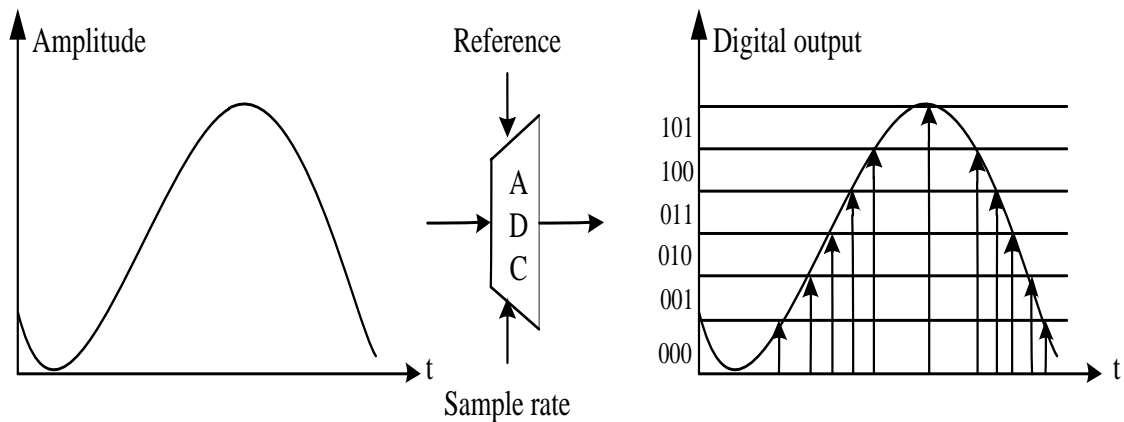 Amplitude
t
Reference
A
D
C
Sample rate
Digital output
101
100
011
010
001
000
t